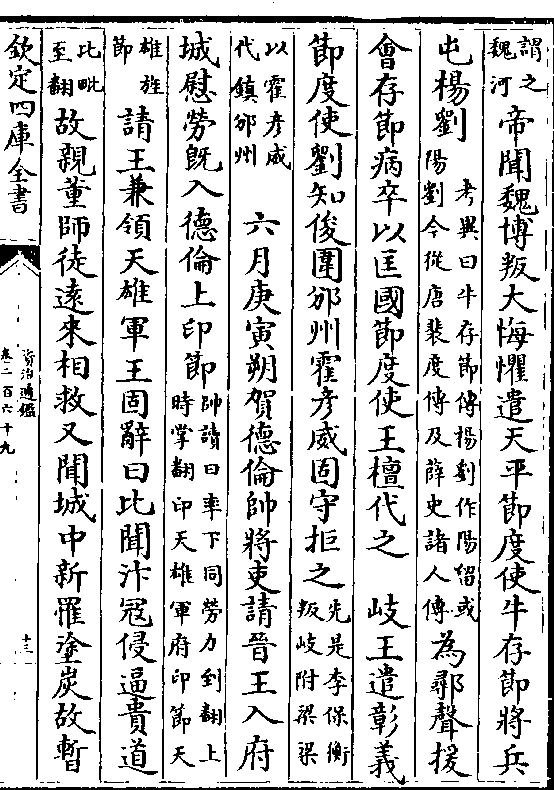 謂之魏河帝聞魏博叛大悔懼遣天平節度使牛存節將兵
屯楊劉考異曰牛存節傳楊劉作陽留或陽劉今從唐裴度傳及薛史諸人傳為鄩聲援
會存節病卒以匡國節度使王檀代之　岐王遣彰義
節度使劉知俊圍邠州霍彥威固守拒之先是李保衡叛岐附梁梁
以霍彥威代鎮邠州　六月庚寅朔賀德倫帥將吏請晉王入府
城慰勞既入德倫上印節帥讀曰率下同勞力到翻上時掌翻印天雄軍府印節天
雄旌節請王兼領天雄軍王固辭曰比聞汴寇侵逼貴道
比毗至翻故親董師徒遠來相救又聞城中新罹塗炭故暫
欽定四庫全書
資治通鑑
卷二百六十九
十三